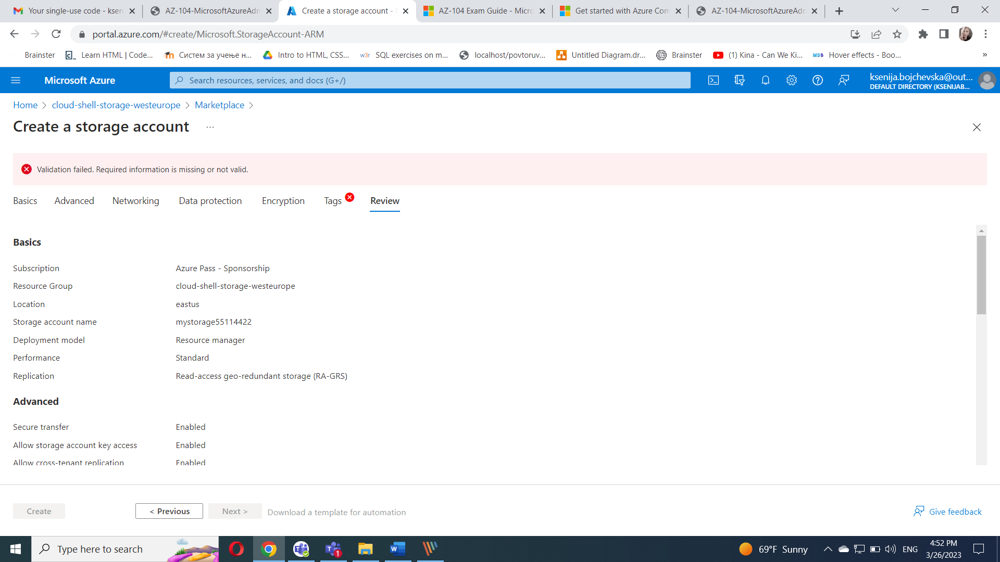 Your single-use code - ksen
AZ-104-MicrosoftAzureAdm
Create a storage account -
AZ-104 Exam Guide - Micro
Get started with Azure Com
AZ-104-MicrosoftAzureAdm
portal.azure.com/#create/Microsoft.StorageAccount-ARM
Brainster
Learn HTML | Code...
Систем за учење н...
Intro to HTML, CSS...
w3r SQL exercises on m...
localhost/povtoruv...
Untitled Diagram.dr...
Brainster
(1) Kina - Can We Ki...
MDB Hover effects - Boo...
»
Microsoft Azure
Search resources, services, and docs (G+/)
ksenija.bojchevska@out...
DEFAULT DIRECTORY (KSENIJAB...
Home > cloud-shell-storage-westeurope > Marketplace >
Create a storage account ...
Validation failed. Required information is missing or not valid.
Basics Advanced Networking Data protection Encryption Tags Review
Basics
Subscription Azure Pass - Sponsorship
Resource Group cloud-shell-storage-westeurope
Location eastus
Storage account name mystorage55114422
Deployment model Resource manager
Performance Standard
Replication Read-access geo-redundant storage (RA-GRS)
Advanced
Secure transfer Enabled
Allow storage account key access Enabled
Allow cross-tenant replication Enabled
Create < Previous Next > Download a template for automation Give feedback
Type here to search
1
69°F Sunny
ENG
4:52 PM
3/26/2023